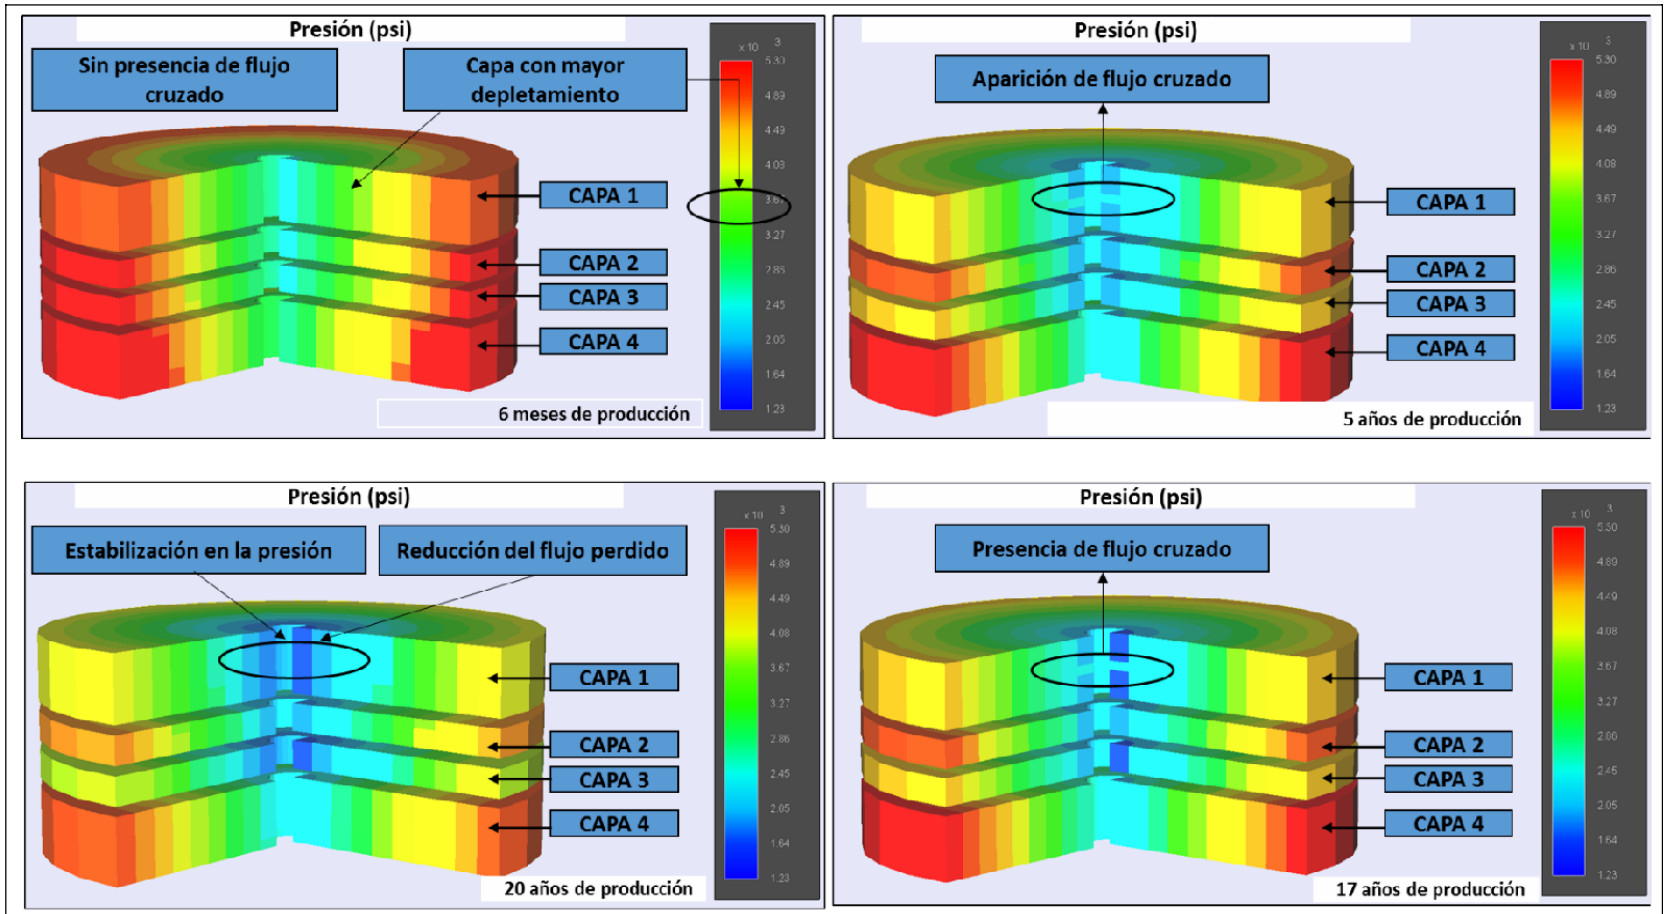 Presión (psi)
Sin presencia de flujo
cruzado
Capa con mayor
depletamiento
x 10 3
5.30
4.89
4.49
4.03
3.67
3.27
2.86
2.45
2.05
1.64
1.23
CAPA 1
CAPA 2
CAPA 3
CAPA 4
6 meses de producción
Presión (psi)
Aparición de flujo cruzado
x 10 3
5.30
4.89
4.49
4.08
3.67
3.27
2.86
2.45
2.05
1.64
1.23
CAPA 1
CAPA 2
CAPA 3
CAPA 4
5 años de producción
Presión (psi)
Estabilización en la presión
Reducción del flujo perdido
x 10 3
5.30
4.89
4.49
4.08
3.67
3.27
2.86
2.45
2.05
1.64
1.23
CAPA 1
CAPA 2
CAPA 3
CAPA 4
20 años de producción
Presión (psi)
Presencia de flujo cruzado
x 10 3
5.30
4.89
4.49
4.08
3.67
3.27
2.86
2.45
2.05
1.64
1.23
CAPA 1
CAPA 2
CAPA 3
CAPA 4
17 años de producción